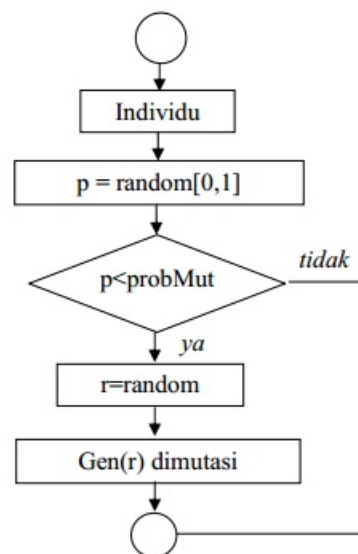 Individu
p = random[0,1]
p<probMut
tidak
ya
r=random
Gen(r) dimutasi